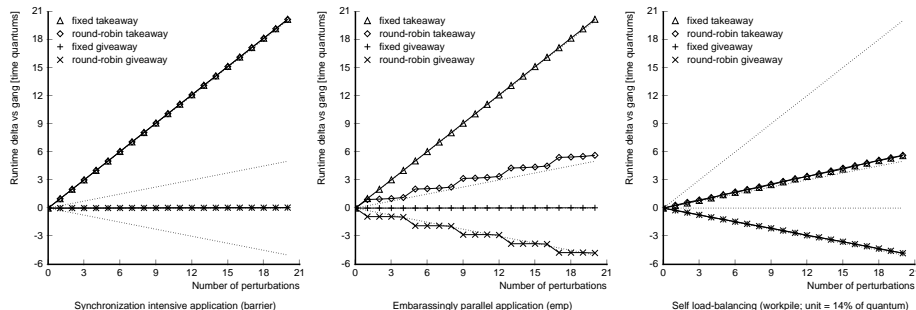 21
18
15
12
9
6
3
0
-3
-6
Runtime delta vs gang [time quantums]
fixed takeaway
round-robin takeaway
fixed giveaway
round-robin giveaway
0 3 6 9 12 15 18 21
Number of perturbations
Synchronization intensive application (barrier)
21
18
15
12
9
6
3
0
-3
-6
Runtime delta vs gang [time quantums]
fixed takeaway
round-robin takeaway
fixed giveaway
round-robin giveaway
0 3 6 9 12 15 18 21
Number of perturbations
Embarassingly parallel application (emp)
21
18
15
12
9
6
3
0
-3
-6
Runtime delta vs gang [time quantums]
fixed takeaway
round-robin takeaway
fixed giveaway
round-robin giveaway
0 3 6 9 12 15 18 21
Number of perturbations
Self load-balancing (workpile; unit = 14% of quantum)